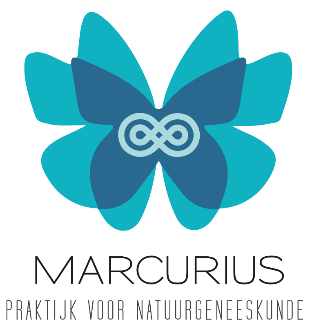 MARCURIUS
PRAKTIJK VOOR NATUURGENEESKUNDE